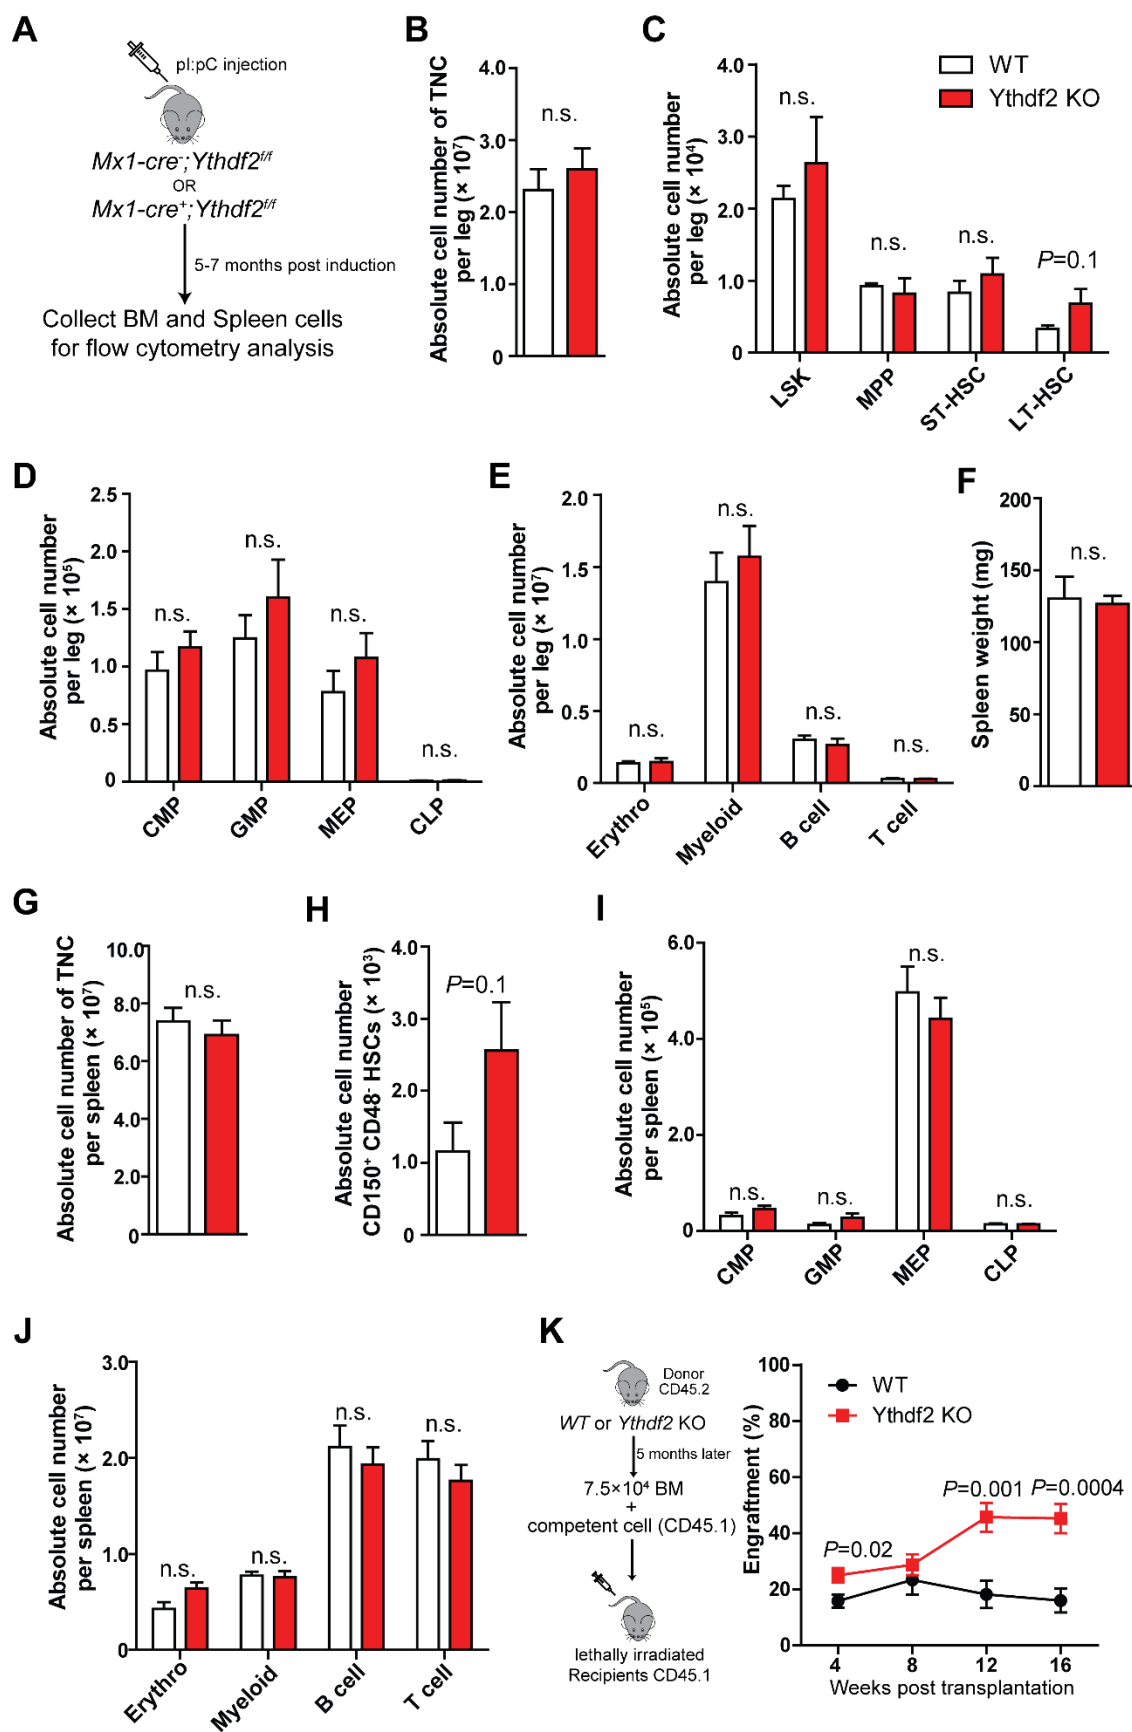 A
pI:pC injection
Mx1-cre⁻;Ythdf2ᶠ/ᶠ
OR
Mx1-cre⁺;Ythdf2ᶠ/ᶠ
5-7 months post induction
Collect BM and Spleen cells
for flow cytometry analysis
B
Absolute cell number of TNC
per leg (× 10⁷)
4.0
3.0
2.0
1.0
0
n.s.
C
Absolute cell number
per leg (× 10⁴)
4.0
3.0
2.0
1.0
0
WT
Ythdf2 KO
n.s.
n.s.
n.s.
P=0.1
LSK
MPP
ST-HSC
LT-HSC
D
Absolute cell number
per leg (× 10⁵)
2.5
2.0
1.5
1.0
0.5
0
n.s.
n.s.
n.s.
n.s.
CMP
GMP
MEP
CLP
E
Absolute cell number
per leg (× 10⁷)
2.0
1.5
1.0
0.5
0
n.s.
n.s.
n.s.
n.s.
Erythro
Myeloid
B cell
T cell
F
Spleen weight (mg)
200
150
100
50
0
n.s.
G
Absolute cell number of TNC
per spleen (× 10⁷)
10.0
8.0
6.0
4.0
2.0
0
n.s.
H
Absolute cell number
CD150⁺ CD48⁻ HSCs (× 10³)
4.0
3.0
2.0
1.0
0
P=0.1
I
Absolute cell number
per spleen (× 10⁵)
6.0
4.0
2.0
0
n.s.
n.s.
n.s.
n.s.
CMP
GMP
MEP
CLP
J
Absolute cell number
per spleen (× 10⁷)
3.0
2.0
1.0
0
n.s.
n.s.
n.s.
n.s.
Erythro
Myeloid
B cell
T cell
K
Donor
CD45.2
WT or Ythdf2 KO
5 months later
7.5×10⁴ BM
+
competent cell (CD45.1)
lethally irradiated
Recipients CD45.1
Engraftment (%)
100
80
60
40
20
0
WT
Ythdf2 KO
P=0.02
P=0.001
P=0.0004
4
8
12
16
Weeks post transplantation